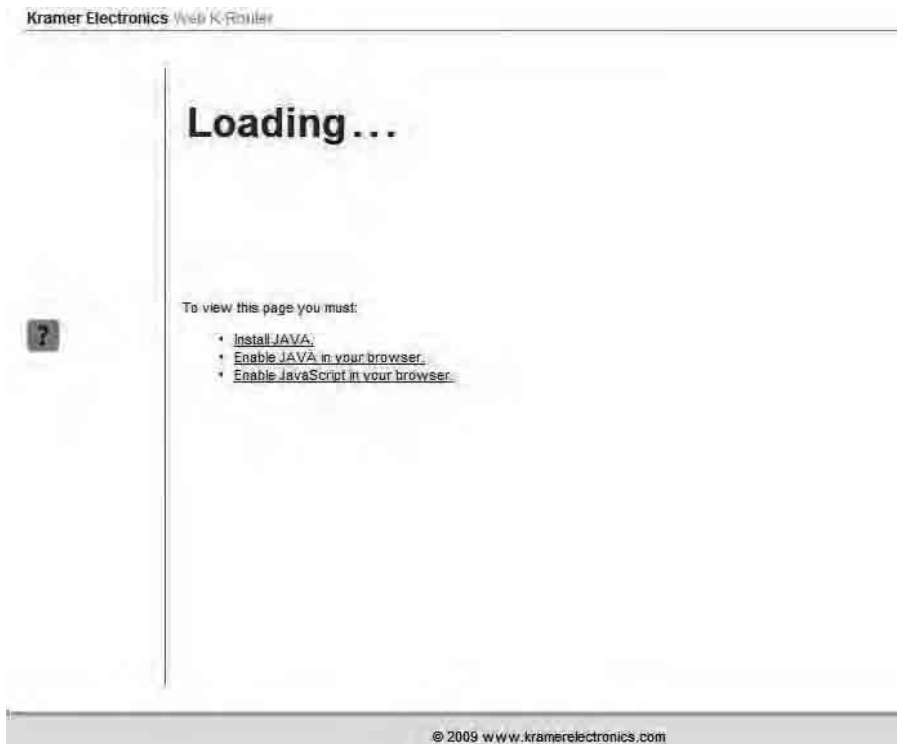 Kramer Electronics Web K-Router
Loading...
To view this page you must:
?
• Install JAVA.
• Enable JAVA in your browser.
• Enable JavaScript in your browser.
© 2009 www.kramerelectronics.com